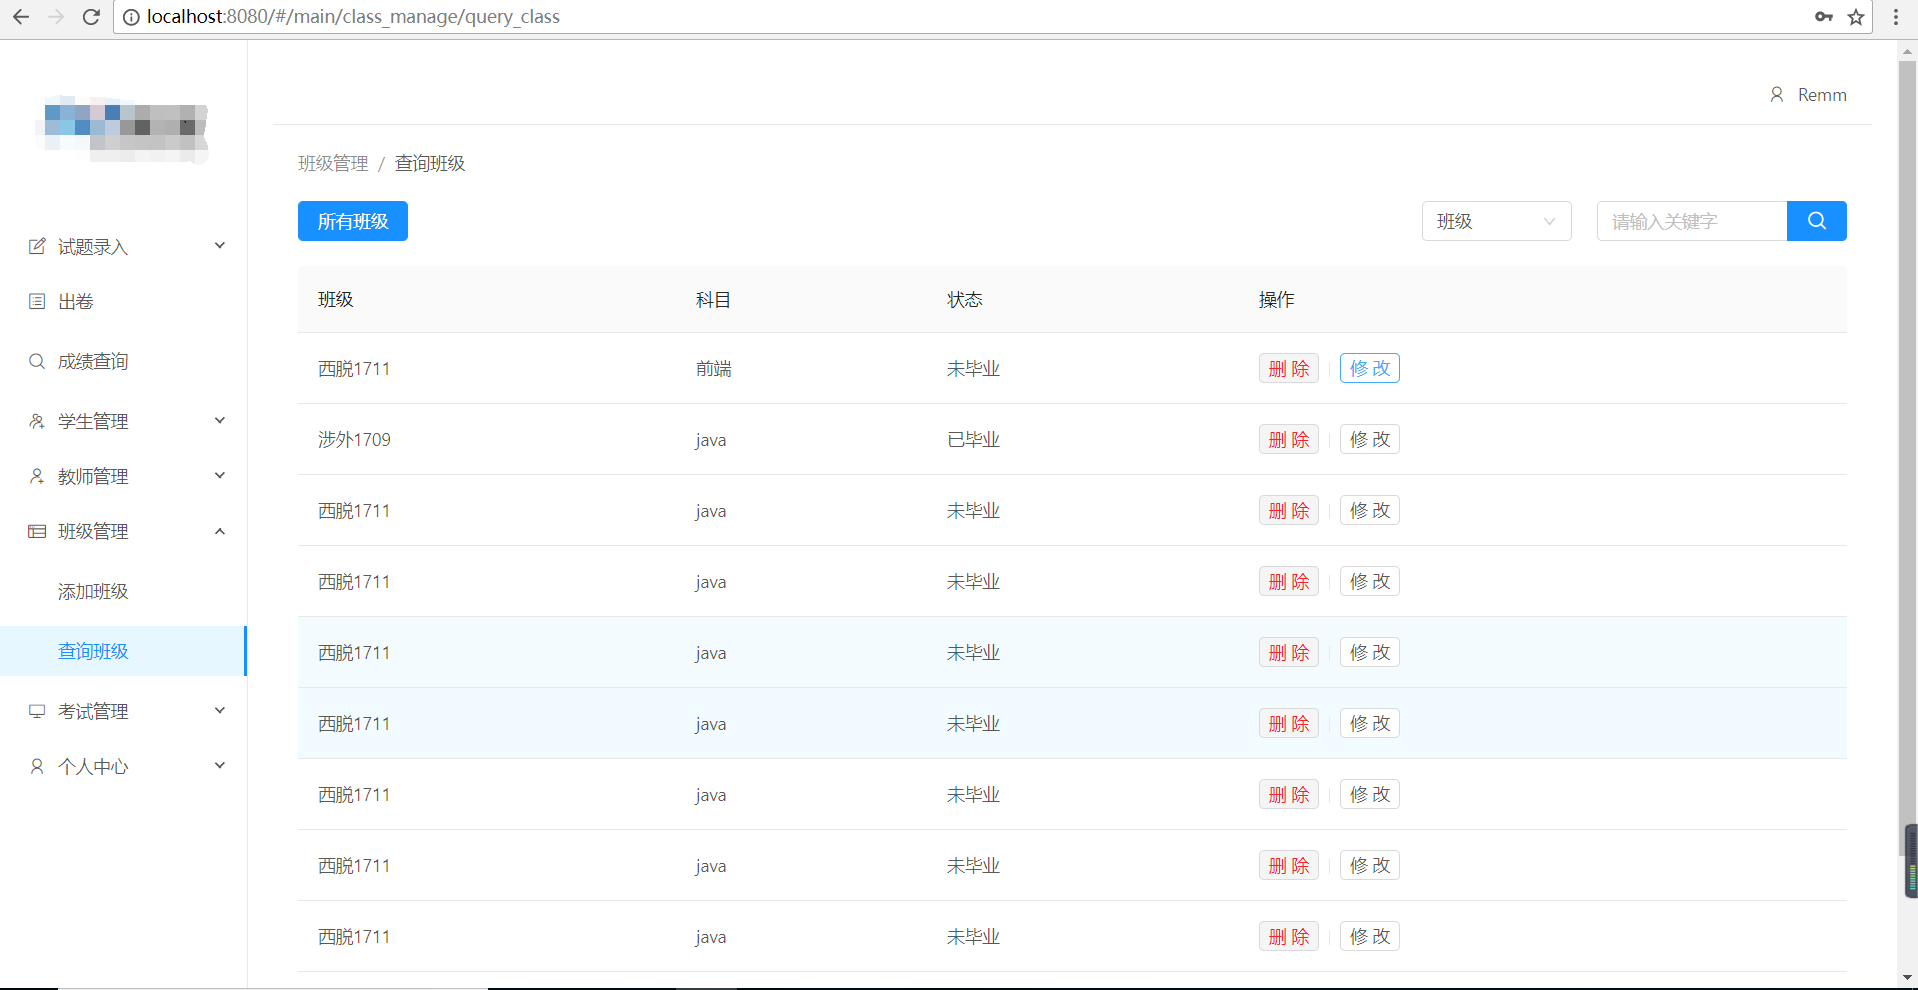 localhost:8080/#/main/class_manage/query_class
Remm
班级管理 / 查询班级
所有班级
班级
请输入关键字
试题录入
出卷
成绩查询
学生管理
教师管理
班级管理
添加班级
查询班级
考试管理
个人中心
班级 科目 状态 操作
西脱1711 前端 未毕业 删 除 修 改
涉外1709 java 已毕业 删 除 修 改
西脱1711 java 未毕业 删 除 修 改
西脱1711 java 未毕业 删 除 修 改
西脱1711 java 未毕业 删 除 修 改
西脱1711 java 未毕业 删 除 修 改
西脱1711 java 未毕业 删 除 修 改
西脱1711 java 未毕业 删 除 修 改
西脱1711 java 未毕业 删 除 修 改